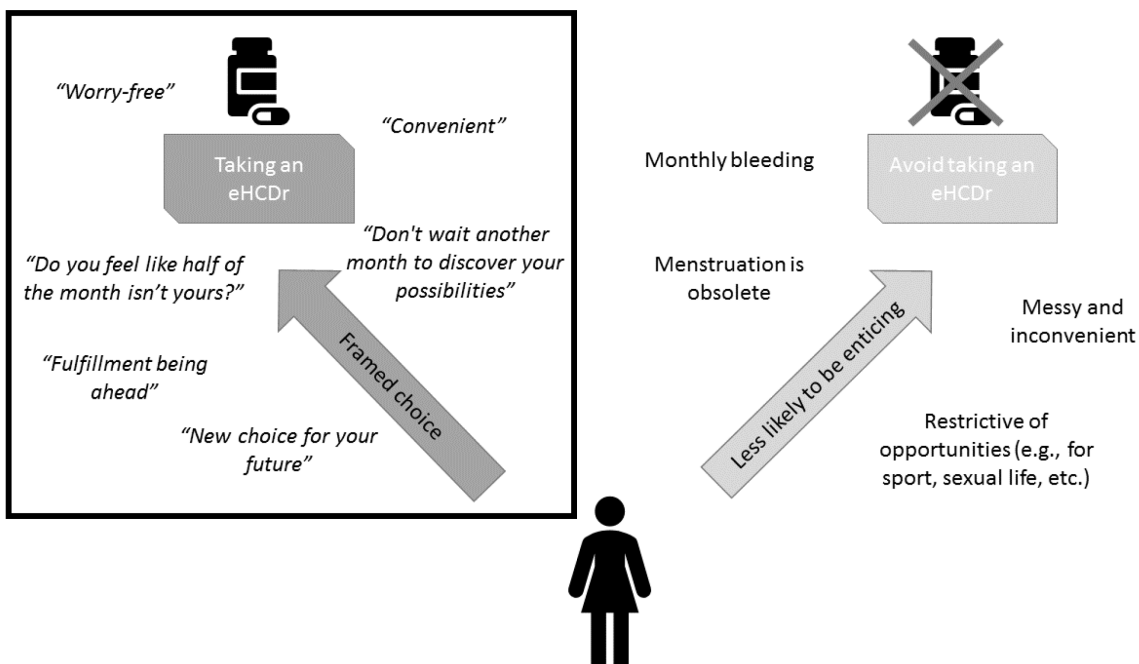 “Worry-free”
“Convenient”
Taking an
eHCDr
“Don't wait another
month to discover your
possibilities”
“Do you feel like half of
the month isn’t yours?”
Framed choice
“Fulfillment being
ahead”
“New choice for your
future”
Monthly bleeding
Avoid taking an
eHCDr
Menstruation is
obsolete
Messy and
inconvenient
Less likely to be enticing
Restrictive of
opportunities (e.g., for
sport, sexual life, etc.)